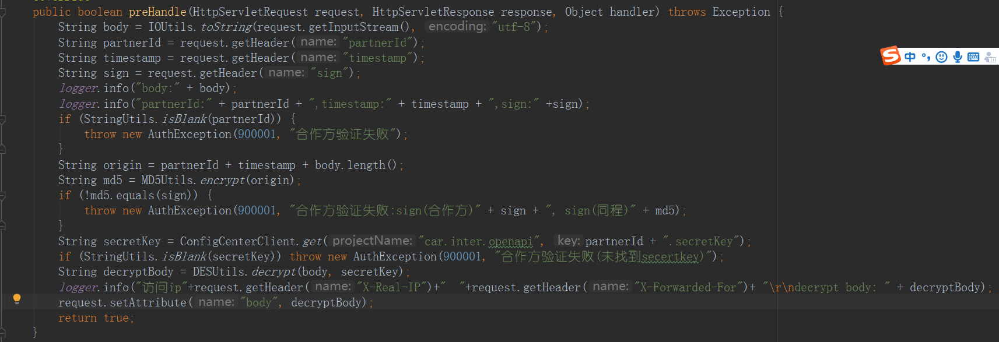 public boolean preHandle(HttpServletRequest request, HttpServletResponse response, Object handler) throws Exception {
String body = IOUtils.toString(request.getInputStream(), encoding: "utf-8");
String partnerId = request.getHeader( name: "partnerId");
String timestamp = request.getHeader( name: "timestamp");
中
String sign = request.getHeader( name: "sign");
logger.info("body:" + body);
logger.info("partnerId:" + partnerId + ",timestamp:" + timestamp + ",sign:" +sign);
if (StringUtils.isBlank(partnerId)) {
throw new AuthException(900001, "合作方验证失败");
}
String origin = partnerId + timestamp + body.length();
String md5 = MD5Utils.encrypt(origin);
if (!md5.equals(sign)) {
throw new AuthException(900001, "合作方验证失败:sign(合作方)" + sign + ", sign(同程)" + md5);
}
String secretKey = ConfigCenterClient.get( projectName: "car.inter.openapi", key: partnerId + ".secretKey");
if (StringUtils.isBlank(secretKey)) throw new AuthException(900001, "合作方验证失败(未找到secertkey)");
String decryptBody = DESUtils.decrypt(body, secretKey);
logger.info("访问ip"+request.getHeader( name: "X-Real-IP")+"  "+request.getHeader( name: "X-Forwarded-For")+ "\r\ndecrypt body: " + decryptBody);
request.setAttribute( name: "body", decryptBody);
return true;
}